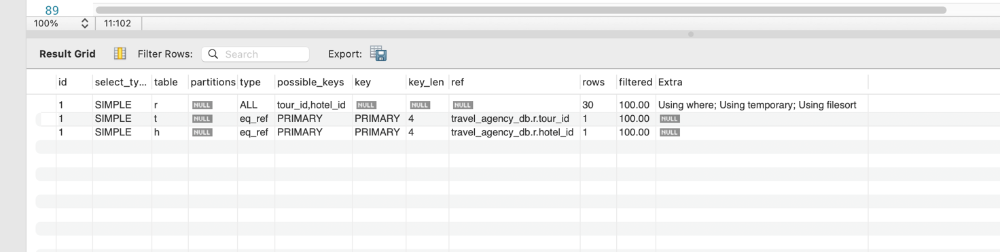 89
100% 11:102
Result Grid Filter Rows: Search Export:
id select_ty... table partitions type possible_keys key key_len ref rows filtered Extra
1 SIMPLE r NULL ALL tour_id,hotel_id NULL NULL NULL 30 100.00 Using where; Using temporary; Using filesort
1 SIMPLE t NULL eq_ref PRIMARY PRIMARY 4 travel_agency_db.r.tour_id 1 100.00 NULL
1 SIMPLE h NULL eq_ref PRIMARY PRIMARY 4 travel_agency_db.r.hotel_id 1 100.00 NULL